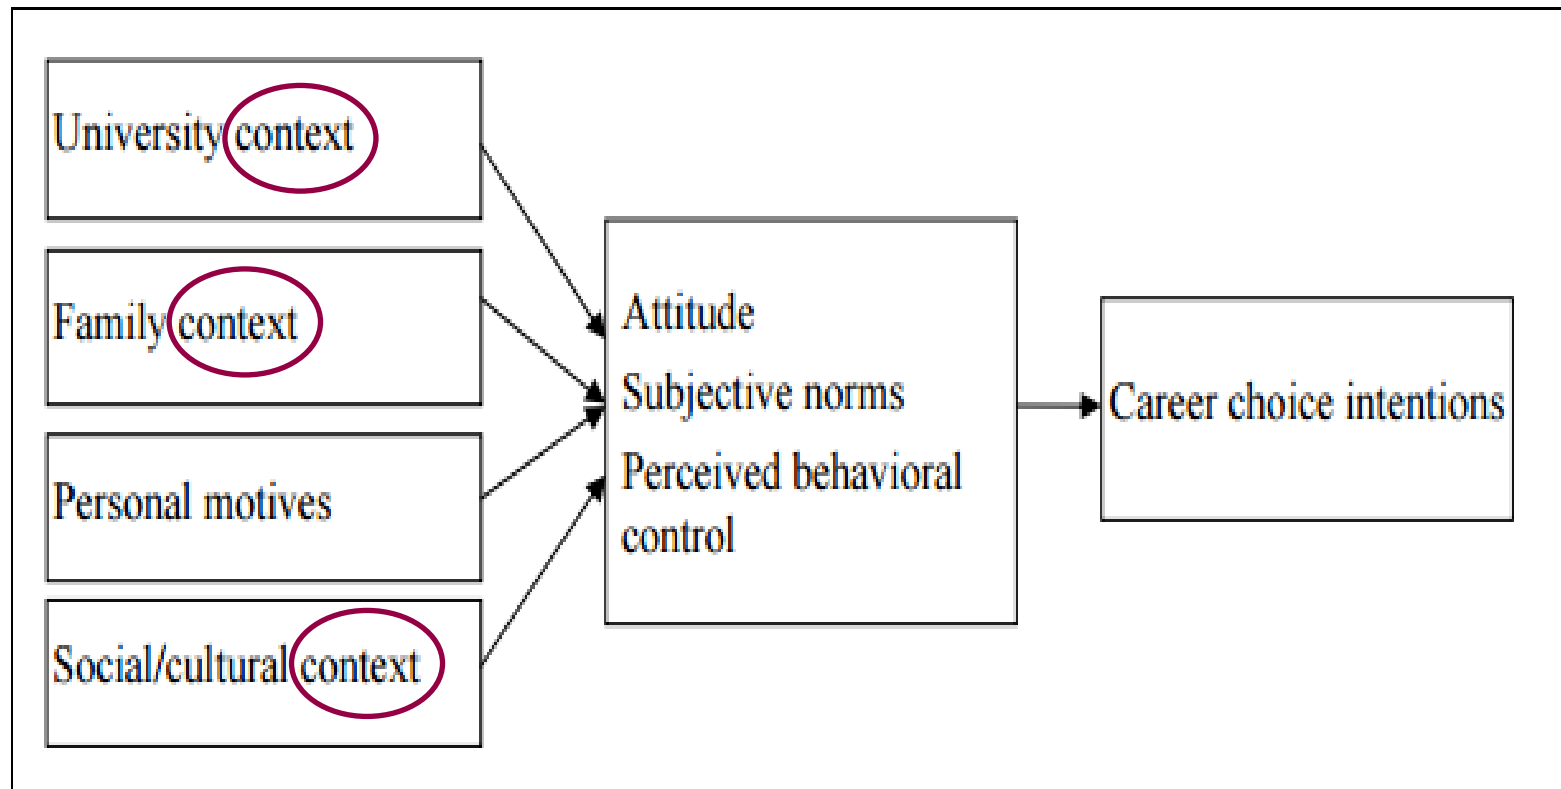 University context
Family context
Personal motives
Social/cultural context
Attitude
Subjective norms
Perceived behavioral
control
Career choice intentions